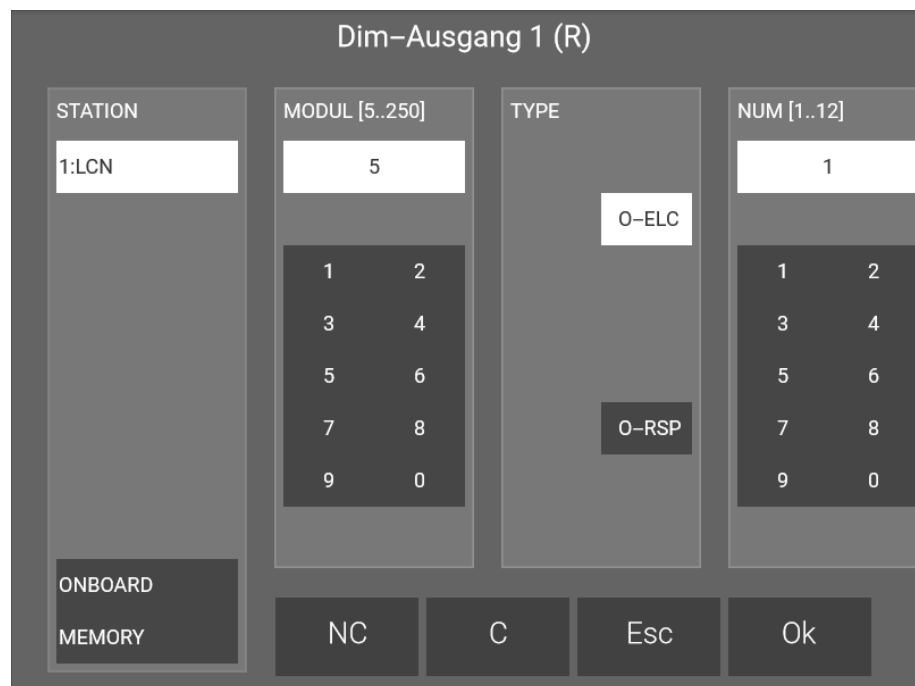 Dim–Ausgang 1 (R)
STATION
1:LCN
ONBOARD
MEMORY
MODUL [5..250]
5
1 2
3 4
5 6
7 8
9 0
TYPE
O–ELC
O–RSP
NUM [1..12]
1
1 2
3 4
5 6
7 8
9 0
NC C Esc Ok